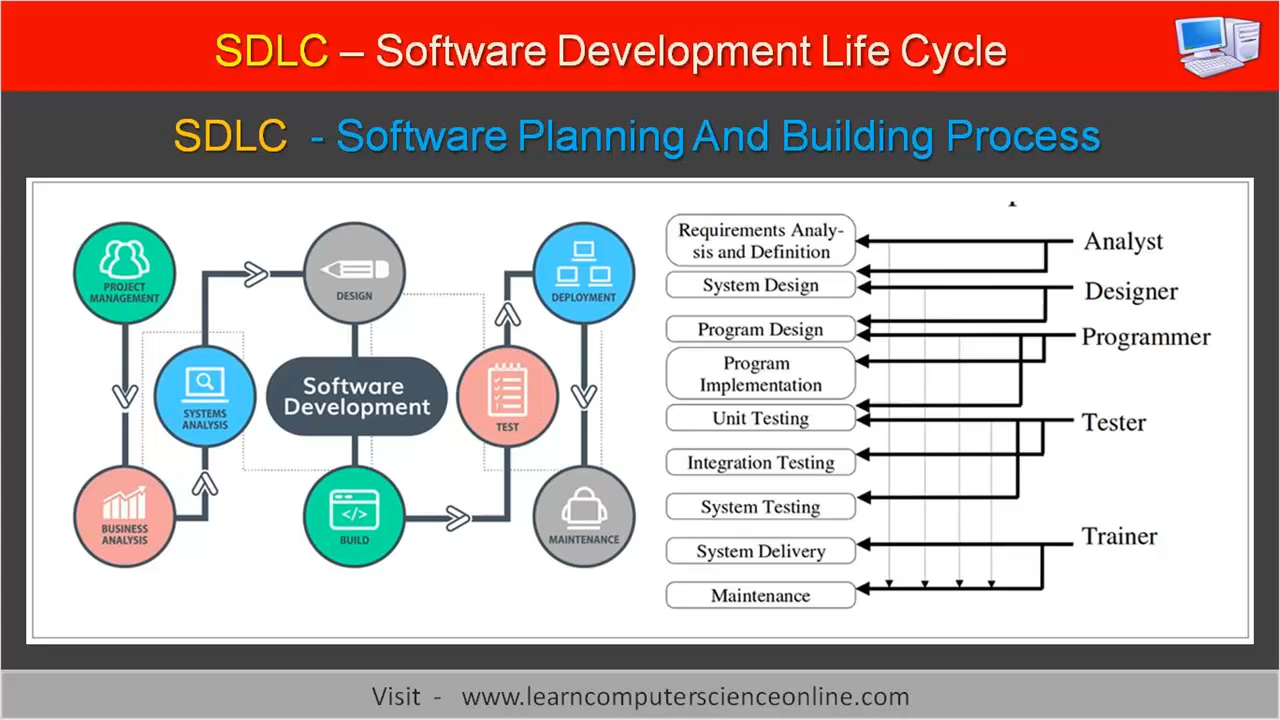 SDLC – Software Development Life Cycle
SDLC - Software Planning And Building Process
PROJECT
MANAGEMENT
DESIGN
DEPLOYMENT
SYSTEMS
ANALYSIS
Software
Development
TEST
BUSINESS
ANALYSIS
</>
BUILD
MAINTENANCE
Requirements Analy-
sis and Definition
System Design
Program Design
Program
Implementation
Unit Testing
Integration Testing
System Testing
System Delivery
Maintenance
Analyst
Designer
Programmer
Tester
Trainer
Visit - www.learncomputerscienceonline.com